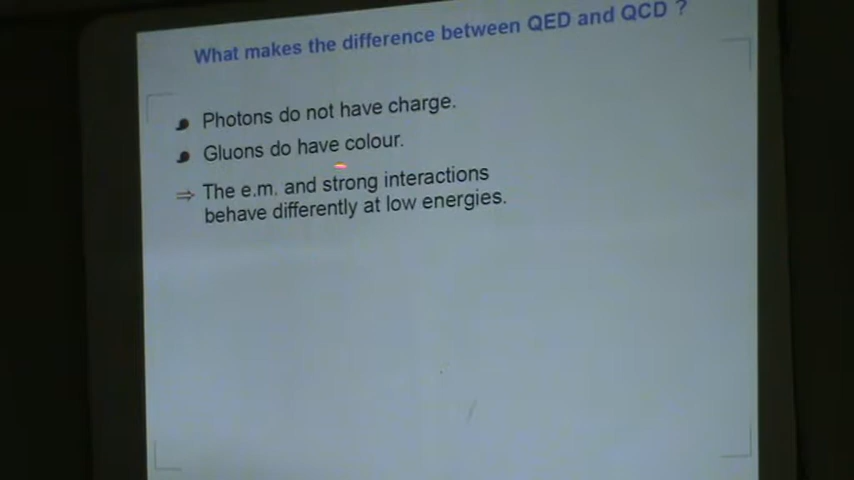 What makes the difference between QED and QCD ?
Photons do not have charge.
Gluons do have colour.
⇒ The e.m. and strong interactions
behave differently at low energies.